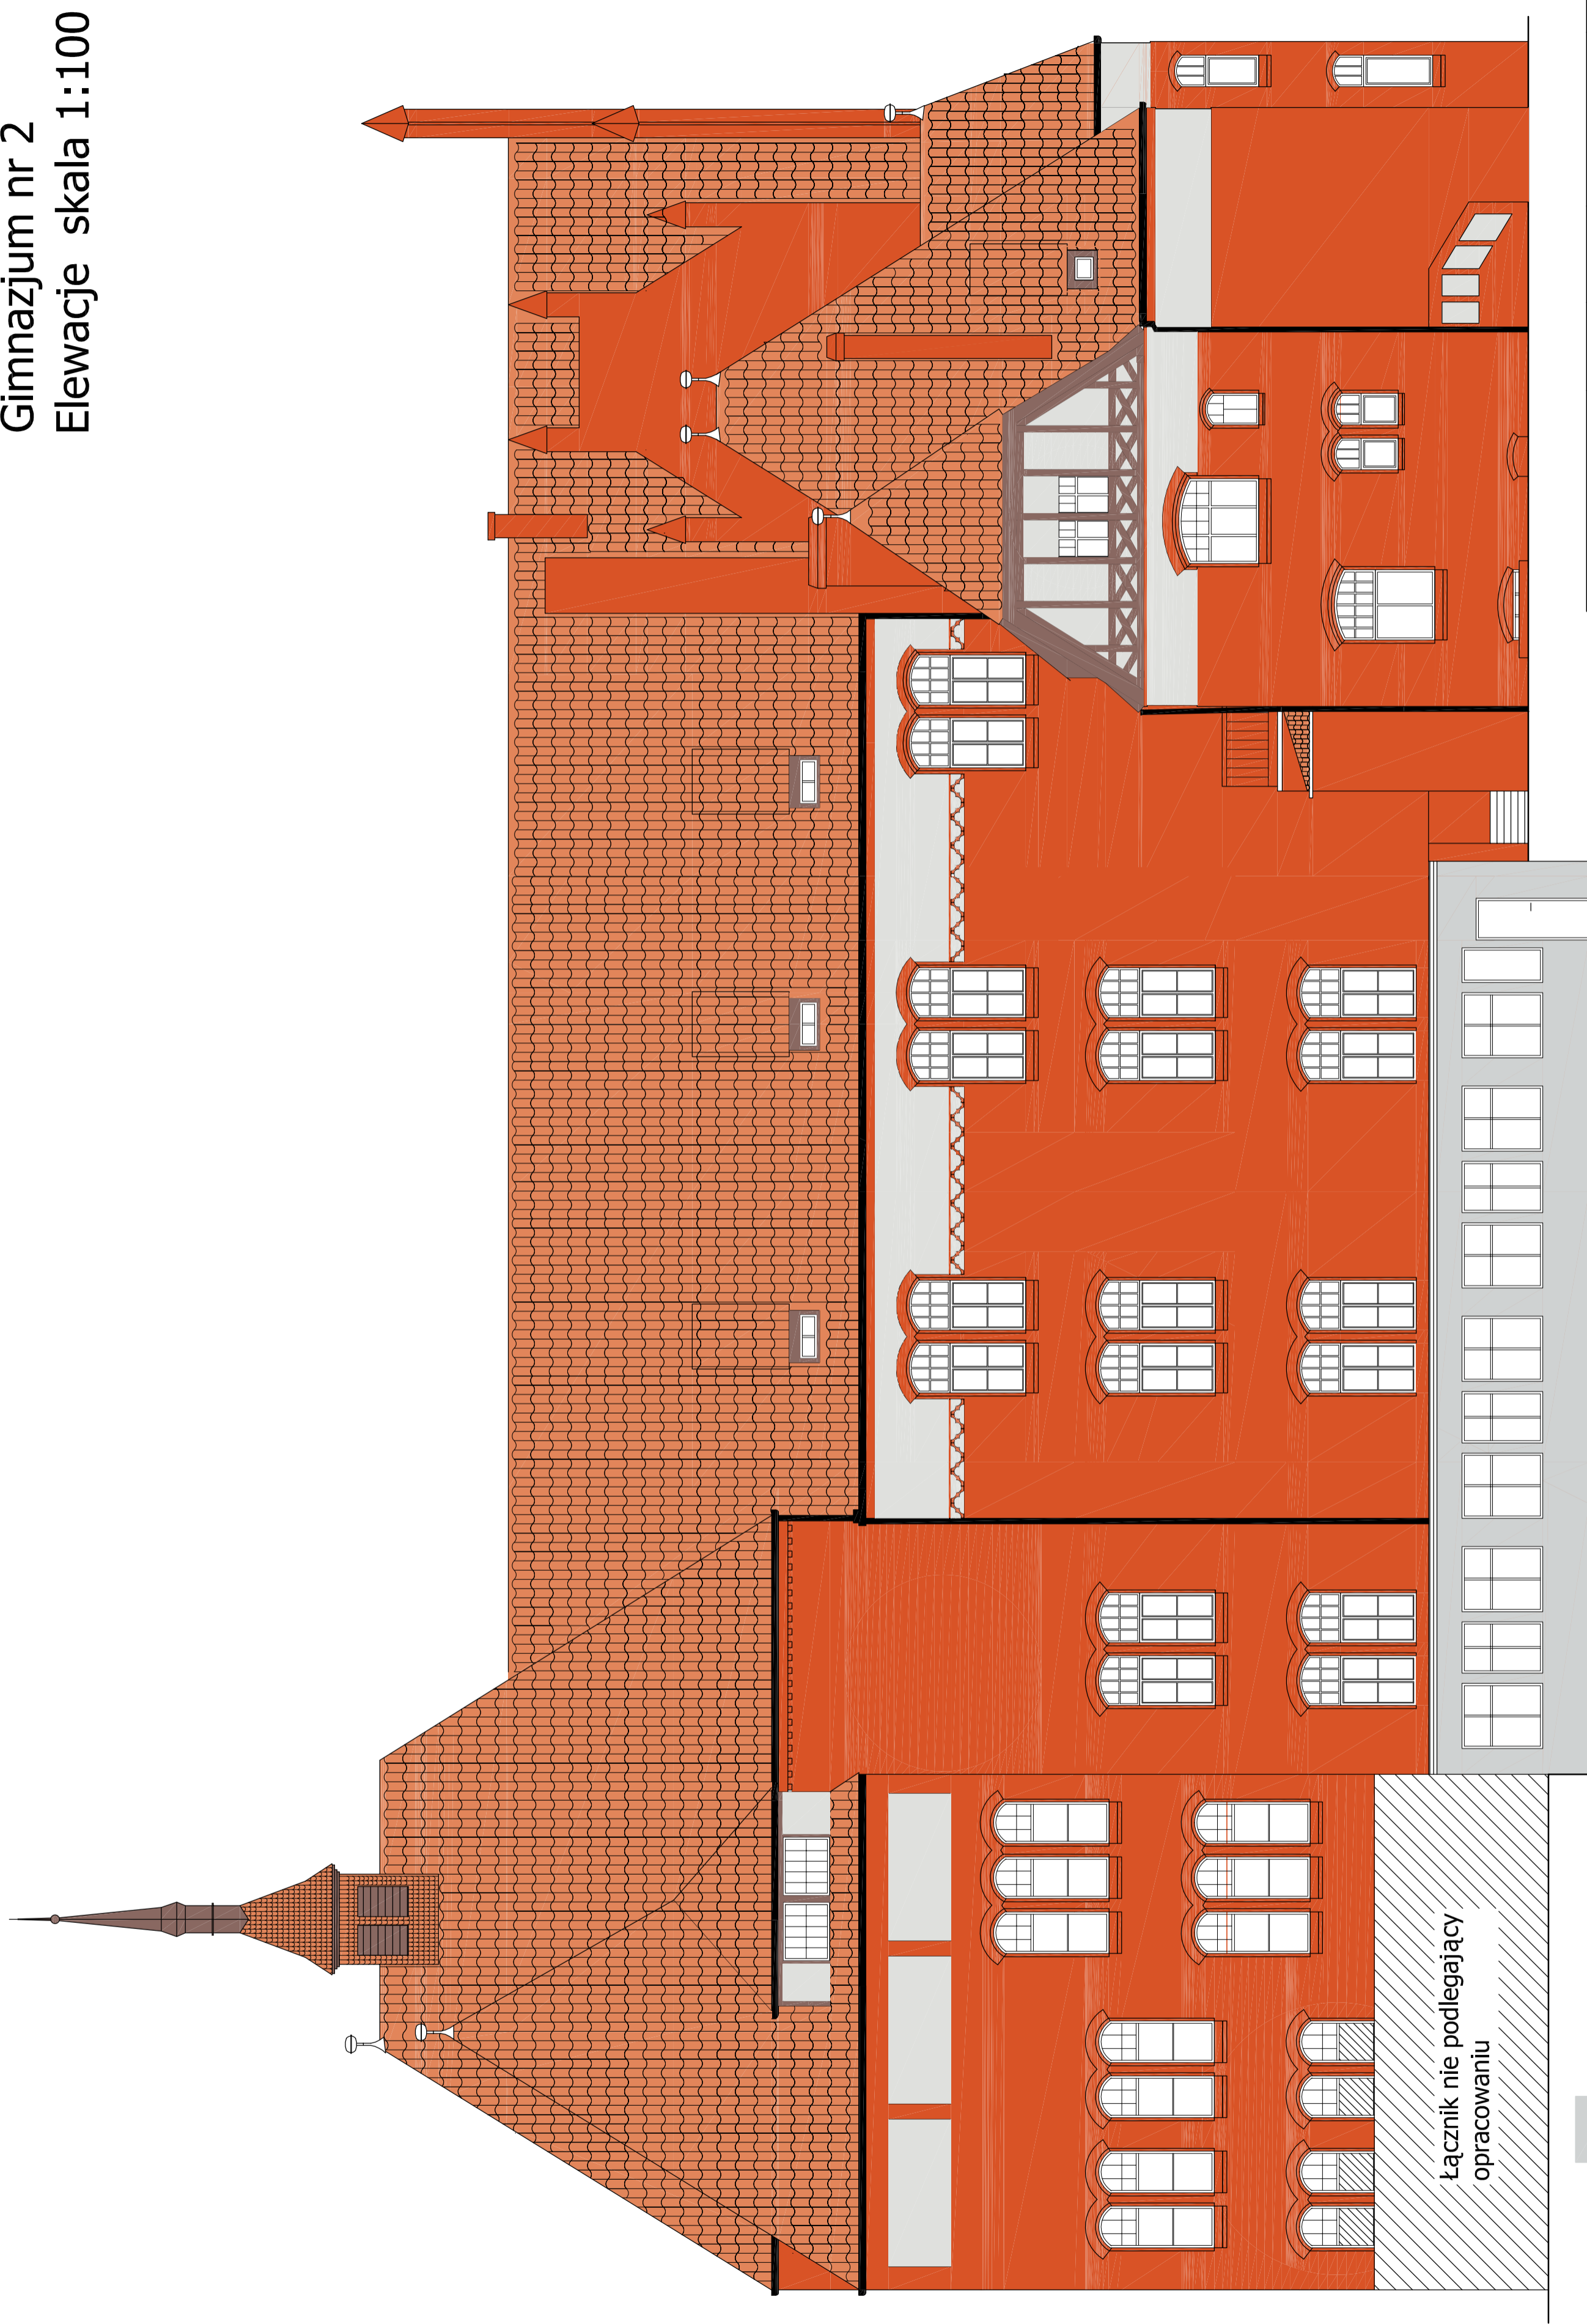 Gimnazjum nr 2
Elewacje skala 1:100
Łącznik nie podlegający
opracowaniu